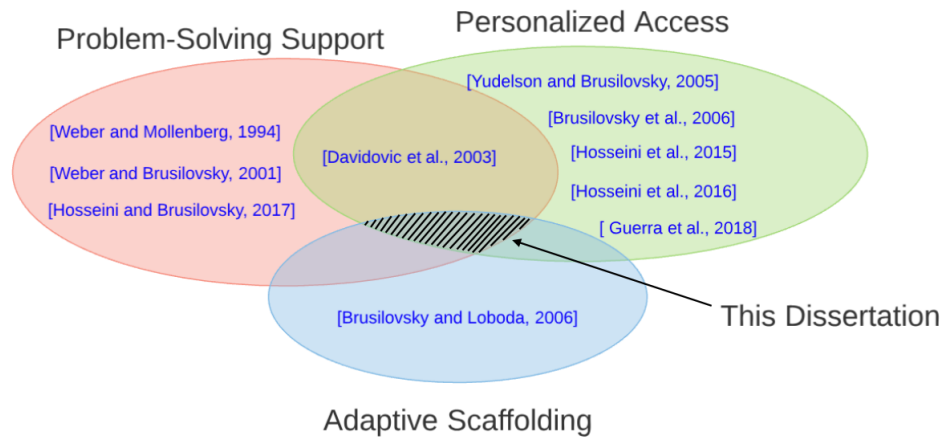 Personalized Access
Problem-Solving Support
[Yudelson and Brusilovsky, 2005]
[Brusilovsky et al., 2006]
[Weber and Mollenberg, 1994]
[Davidovic et al., 2003]
[Hosseini et al., 2015]
[Weber and Brusilovsky, 2001]
[Hosseini et al., 2016]
[Hosseini and Brusilovsky, 2017]
[ Guerra et al., 2018]
[Brusilovsky and Loboda, 2006]
This Dissertation
Adaptive Scaffolding